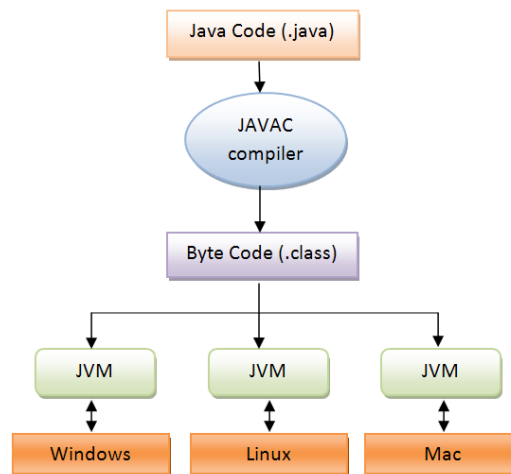 Java Code (.java)
JAVAC
compiler
Byte Code (.class)
JVM
JVM
JVM
Windows
Linux
Mac